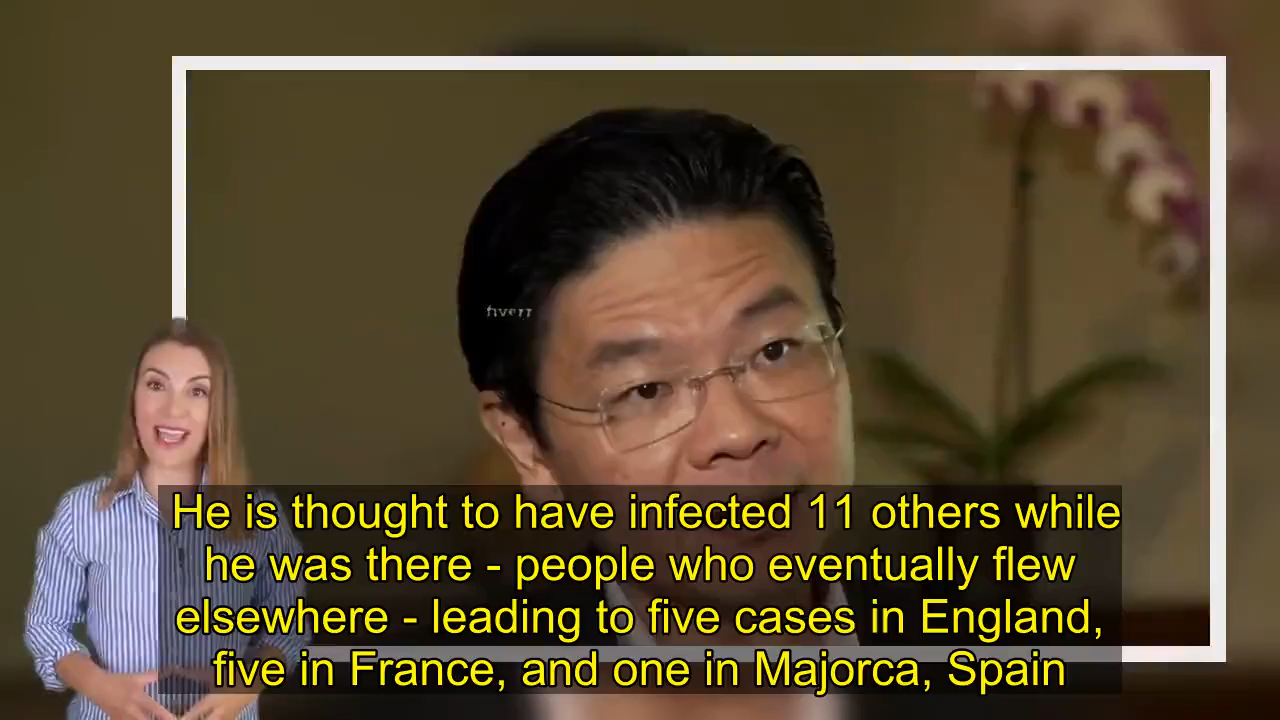 fiverr
He is thought to have infected 11 others while
he was there - people who eventually flew
elsewhere - leading to five cases in England,
five in France, and one in Majorca, Spain